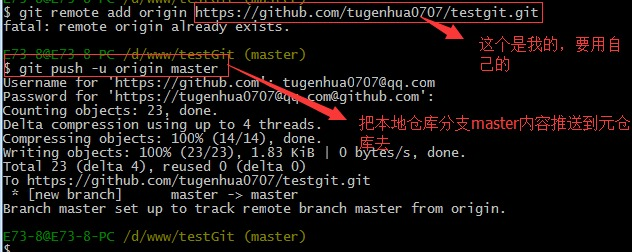 $ git remote add origin https://github.com/tugenhua0707/testgit.git
fatal: remote origin already exists.
这个是我的，要用自己的
E73-8@E73-8-PC /d/www/testGit (master)
$ git push -u origin master
Username for 'https://github.com': tugenhua0707@qq.com
Password for 'https://tugenhua0707@qq.com@github.com':
Counting objects: 23, done.
Delta compression using up to 4 threads.
把本地仓库分支master内容推送到元仓库去
Compressing objects: 100% (14/14), done.
Writing objects: 100% (23/23), 1.83 KiB | 0 bytes/s, done.
Total 23 (delta 4), reused 0 (delta 0)
To https://github.com/tugenhua0707/testgit.git
 * [new branch]      master -> master
Branch master set up to track remote branch master from origin.
E73-8@E73-8-PC /d/www/testGit (master)
$